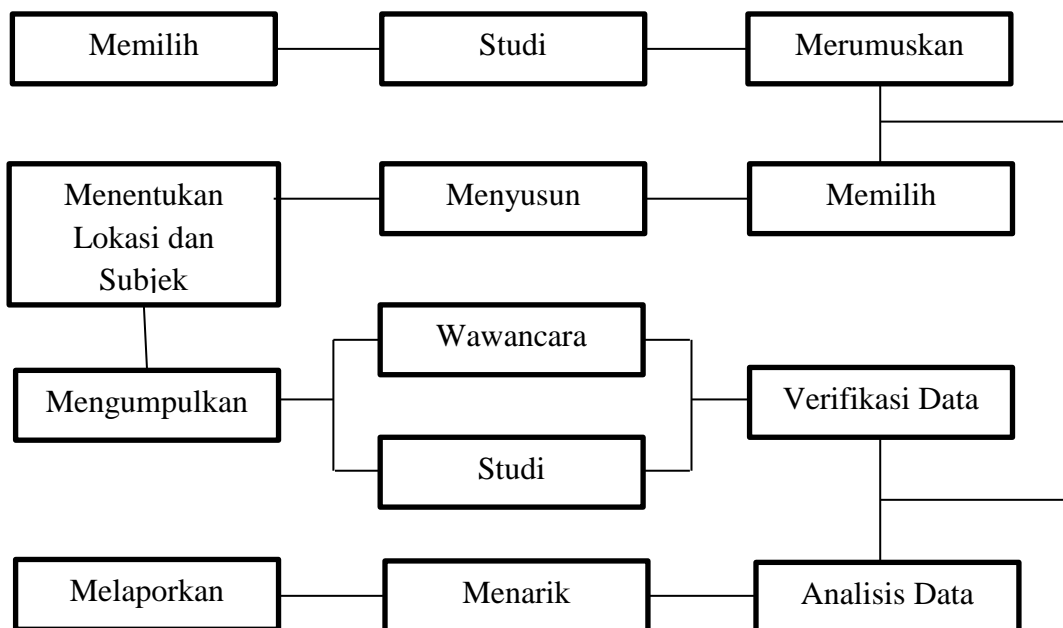 Memilih
Studi
Merumuskan
Menentukan
Lokasi dan
Subjek
Menyusun
Memilih
Wawancara
Mengumpulkan
Verifikasi Data
Studi
Melaporkan
Menarik
Analisis Data